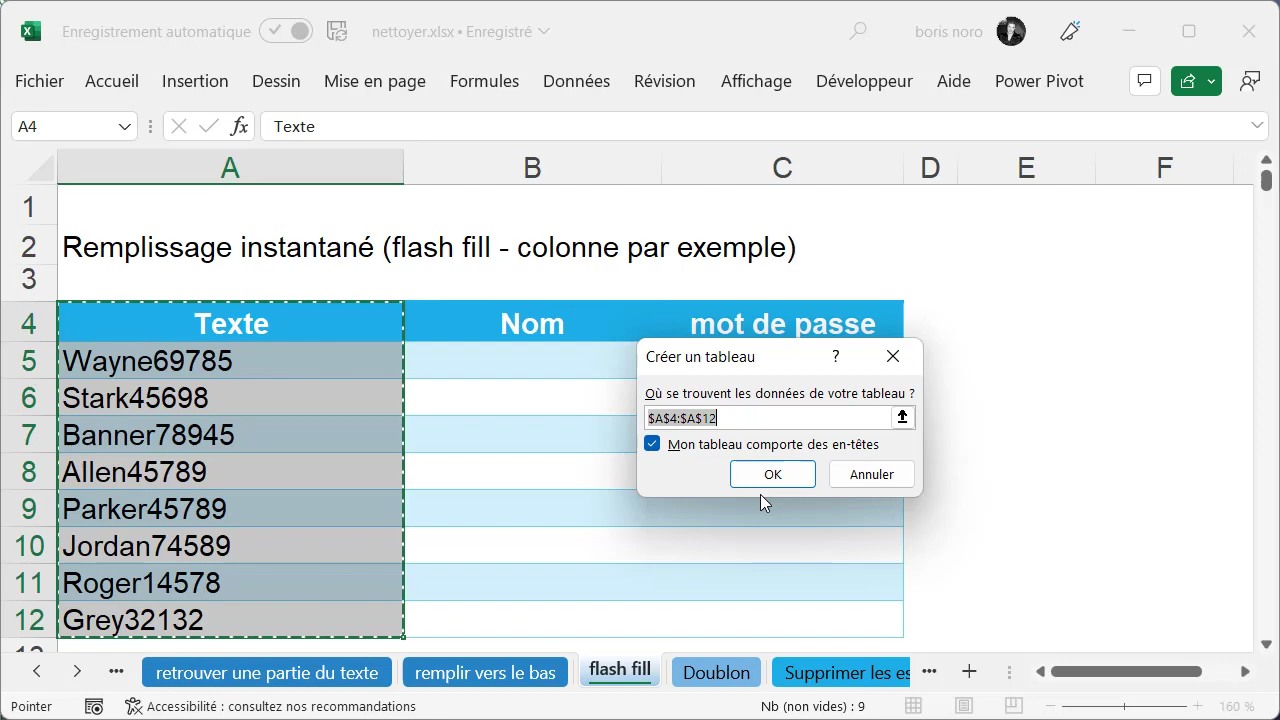 Enregistrement automatique
nettoyer.xlsx • Enregistré
boris noro
Fichier Accueil Insertion Dessin Mise en page Formules Données Révision Affichage Développeur Aide Power Pivot
A4 fx Texte
A B C D E F
1
2 Remplissage instantané (flash fill - colonne par exemple)
3
4 Texte Nom mot de passe
5 Wayne69785
6 Stark45698
7 Banner78945
8 Allen45789
9 Parker45789
10 Jordan74589
11 Roger14578
12 Grey32132
Créer un tableau ?
Où se trouvent les données de votre tableau ?
$A$4:$A$12
Mon tableau comporte des en-têtes
OK Annuler
retrouver une partie du texte remplir vers le bas flash fill Doublon Supprimer les es
Pointer Accessibilité : consultez nos recommandations Nb (non vides) : 9 160 %